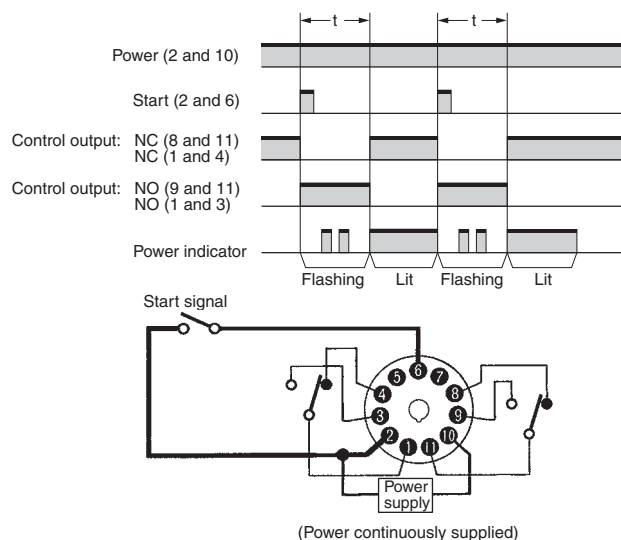 t t
Power (2 and 10)
Start (2 and 6)
Control output: NC (8 and 11)
NC (1 and 4)
Control output: NO (9 and 11)
NO (1 and 3)
Power indicator
Flashing Lit Flashing Lit
Start signal
6
5 7
4 8
3 9
2 10
1 11
Power
supply
(Power continuously supplied)